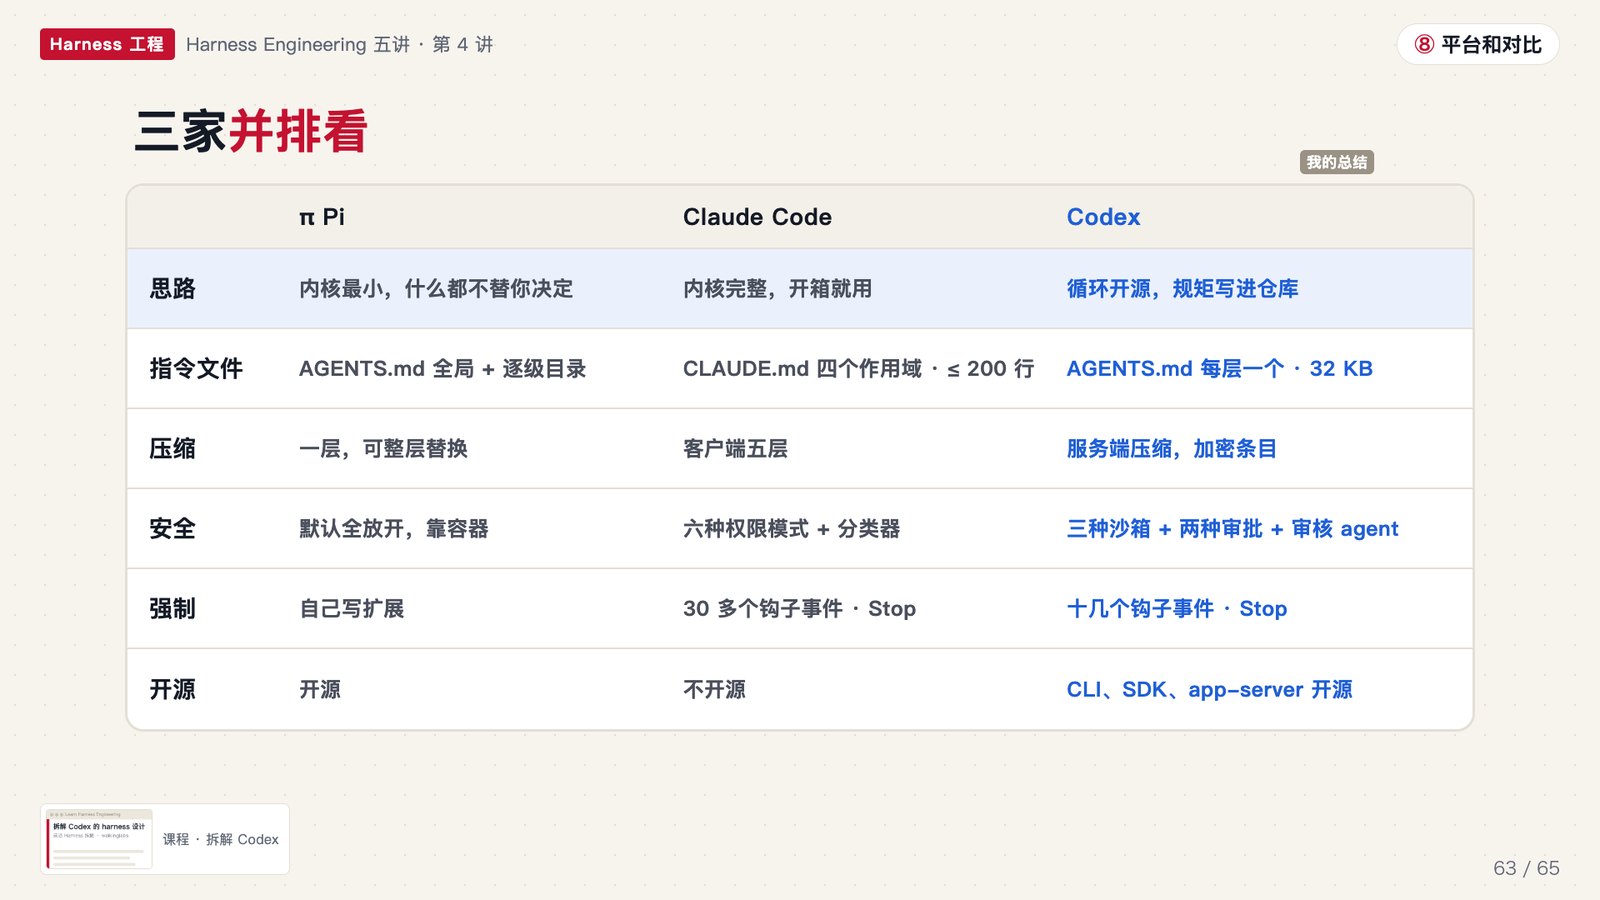 Harness 工程 Harness Engineering 五讲 · 第 4 讲
⑧ 平台和对比
三家并排看
我的总结
π Pi Claude Code Codex
思路 内核最小，什么都不替你决定 内核完整，开箱就用 循环开源，规矩写进仓库
指令文件 AGENTS.md 全局 + 逐级目录 CLAUDE.md 四个作用域 · ≤ 200 行 AGENTS.md 每层一个 · 32 KB
压缩 一层，可整层替换 客户端五层 服务端压缩，加密条目
安全 默认全放开，靠容器 六种权限模式 + 分类器 三种沙箱 + 两种审批 + 审核 agent
强制 自己写扩展 30 多个钩子事件 · Stop 十几个钩子事件 · Stop
开源 开源 不开源 CLI、SDK、app-server 开源
Learn Harness Engineering
拆解 Codex 的 harness 设计
课程 · 拆解 Codex
63 / 65